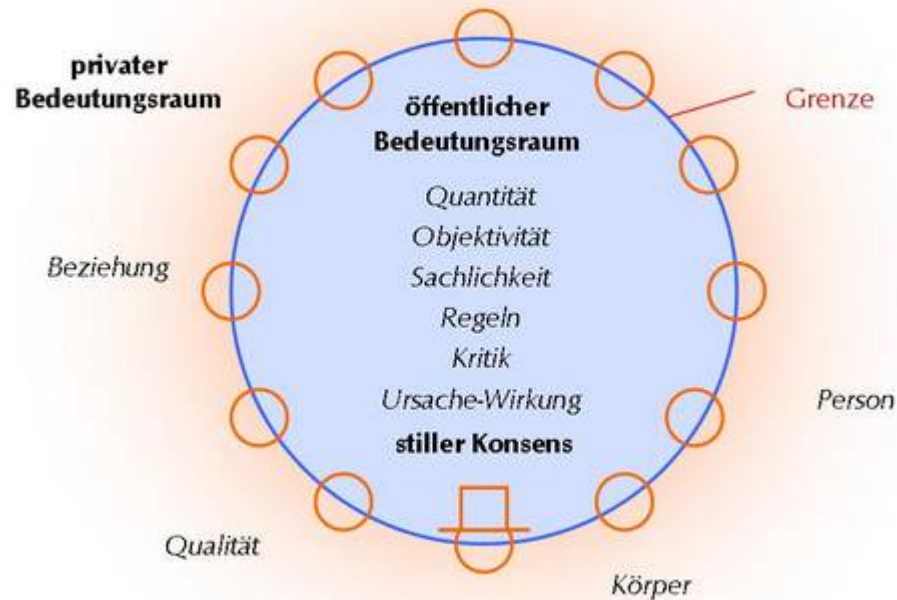 privater
Bedeutungsraum
öffentlicher
Bedeutungsraum
Grenze
Quantität
Objektivität
Sachlichkeit
Regeln
Kritik
Ursache-Wirkung
stiller Konsens
Beziehung
Person
Qualität
Körper